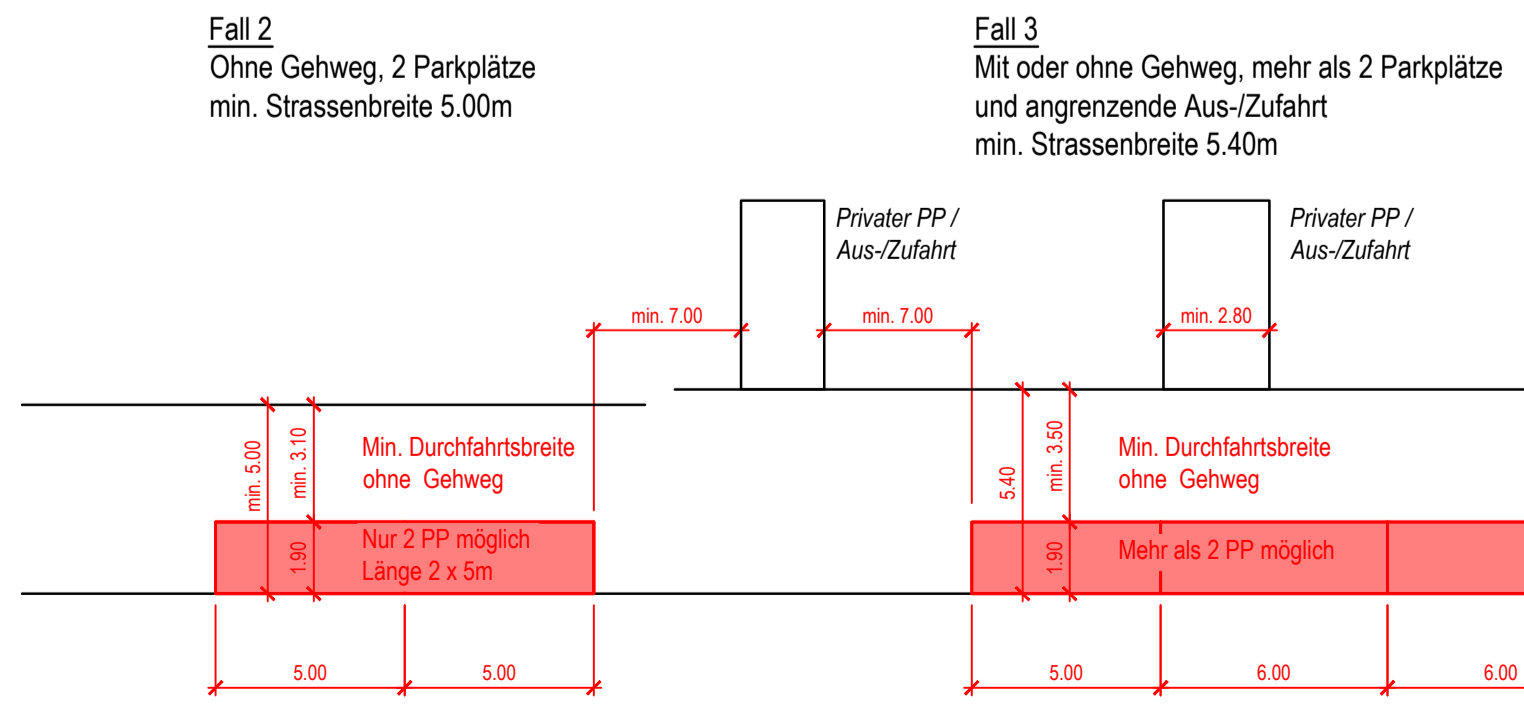 Fall 2
Ohne Gehweg, 2 Parkplätze
min. Strassenbreite 5.00m
Fall 3
Mit oder ohne Gehweg, mehr als 2 Parkplätze
und angrenzende Aus-/Zufahrt
min. Strassenbreite 5.40m
Privater PP /
Aus-/Zufahrt
Privater PP /
Aus-/Zufahrt
min. 7.00
min. 7.00
min. 2.80
min. 5.00
min. 3.10
Min. Durchfahrtsbreite
ohne Gehweg
5.40
min. 3.50
Min. Durchfahrtsbreite
ohne Gehweg
1.90
Nur 2 PP möglich
Länge 2 x 5m
1.90
Mehr als 2 PP möglich
5.00
5.00
5.00
6.00
6.00